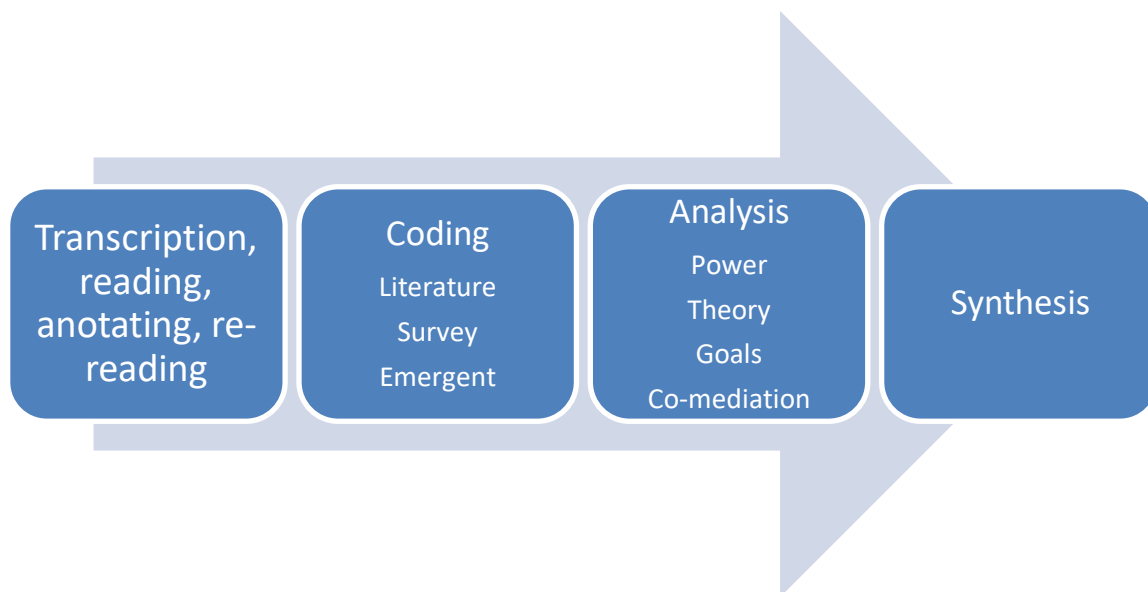 Transcription,
reading,
anotating, re-
reading
Coding
Literature
Survey
Emergent
Analysis
Power
Theory
Goals
Co-mediation
Synthesis